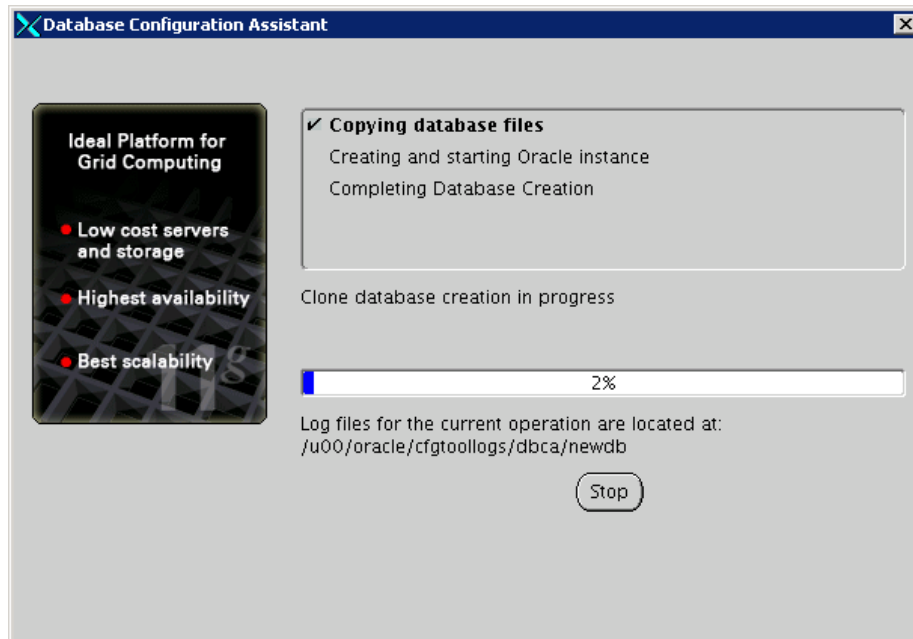 Database Configuration Assistant
Ideal Platform for
Grid Computing
Low cost servers
and storage
Highest availability
Best scalability
11g
✔ Copying database files
Creating and starting Oracle instance
Completing Database Creation
Clone database creation in progress
2%
Log files for the current operation are located at:
/u00/oracle/cfgtoollogs/dbca/newdb
Stop